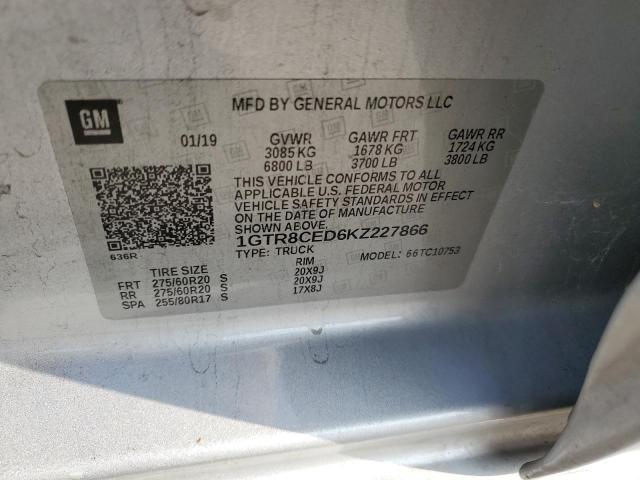 GM
MFD BY GENERAL MOTORS LLC
01/19 GVWR GAWR FRT GAWR RR
3085 KG 1678 KG 1724 KG
6800 LB 3700 LB 3800 LB
THIS VEHICLE CONFORMS TO ALL
APPLICABLE U.S. FEDERAL MOTOR
VEHICLE SAFETY STANDARDS IN EFFECT
ON THE DATE OF MANUFACTURE
SHOWN ABOVE.
1GTR8CED6KZ227866
636R TYPE: TRUCK MODEL: 66TC10753
TIRE SIZE RIM
FRT 275/60R20 S 20X9J
RR 275/60R20 S 20X9J
SPA 255/80R17 S 17X8J